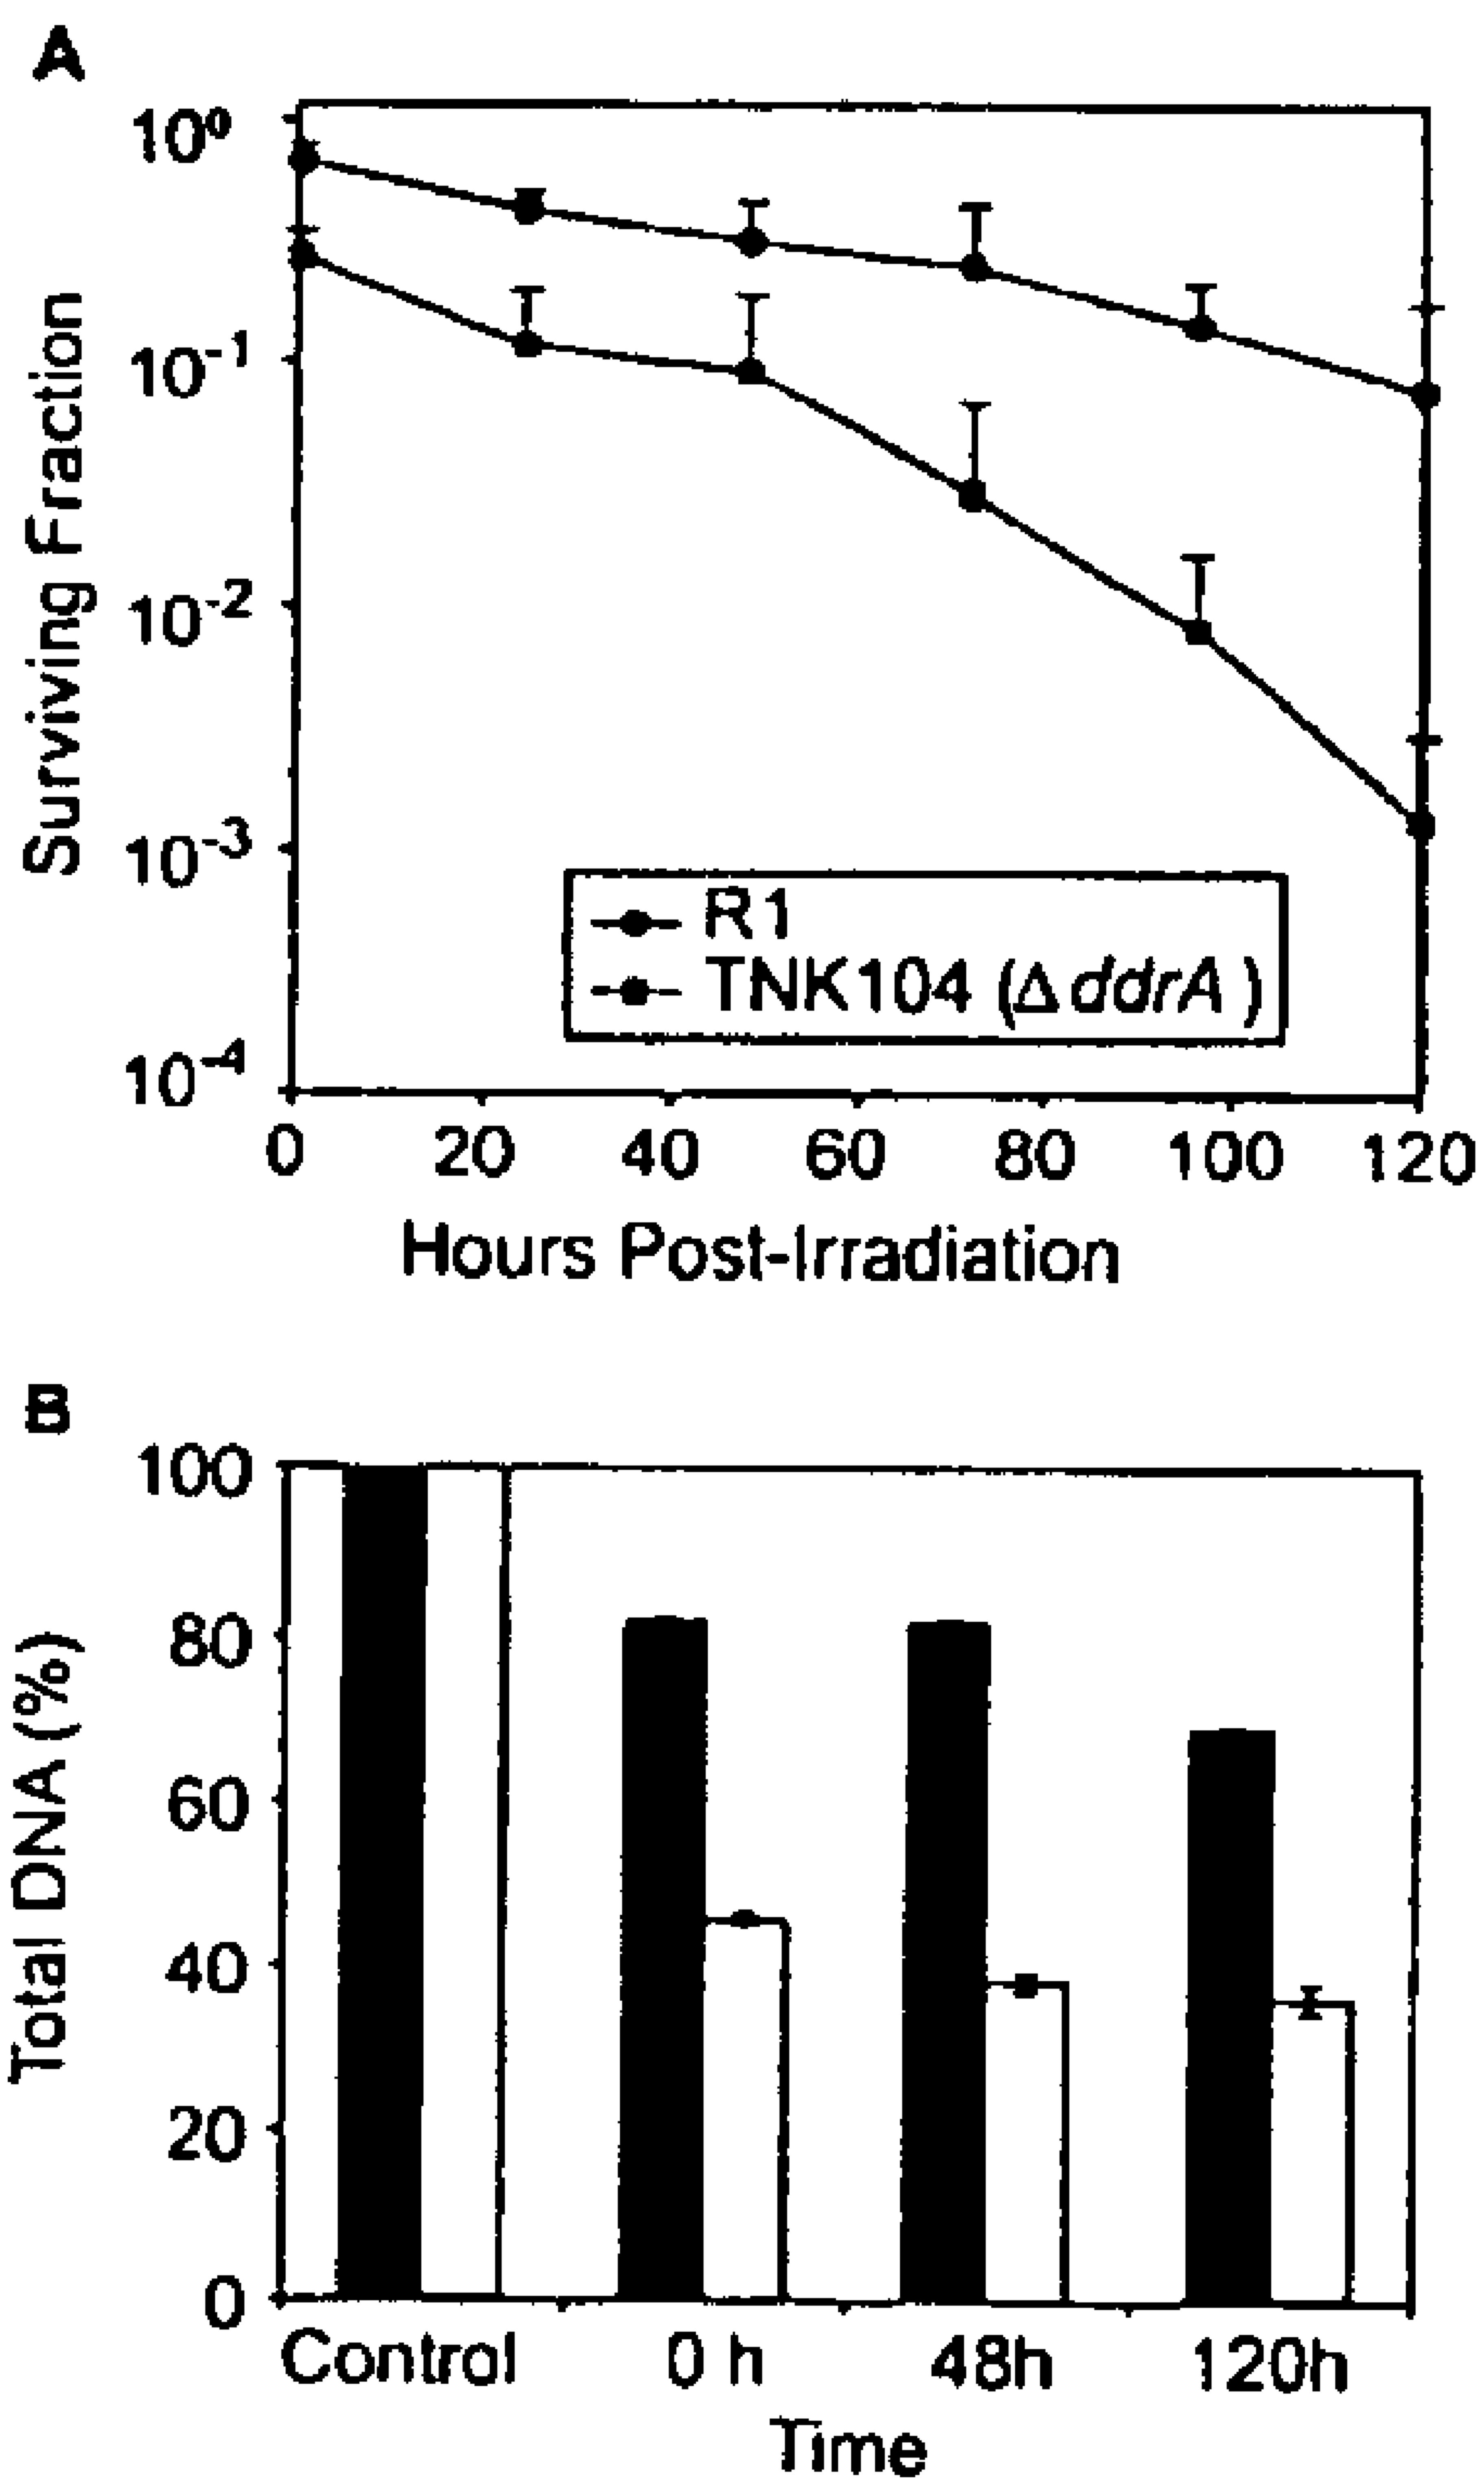 A
10⁰
10⁻¹
10⁻²
10⁻³
10⁻⁴
Surviving Fraction
R1
TNK104 (ΔddrA )
0 20 40 60 80 100 120
Hours Post-Irradiation
B
100
80
60
40
20
0
Total DNA (%)
Control 0 h 48h 120h
Time